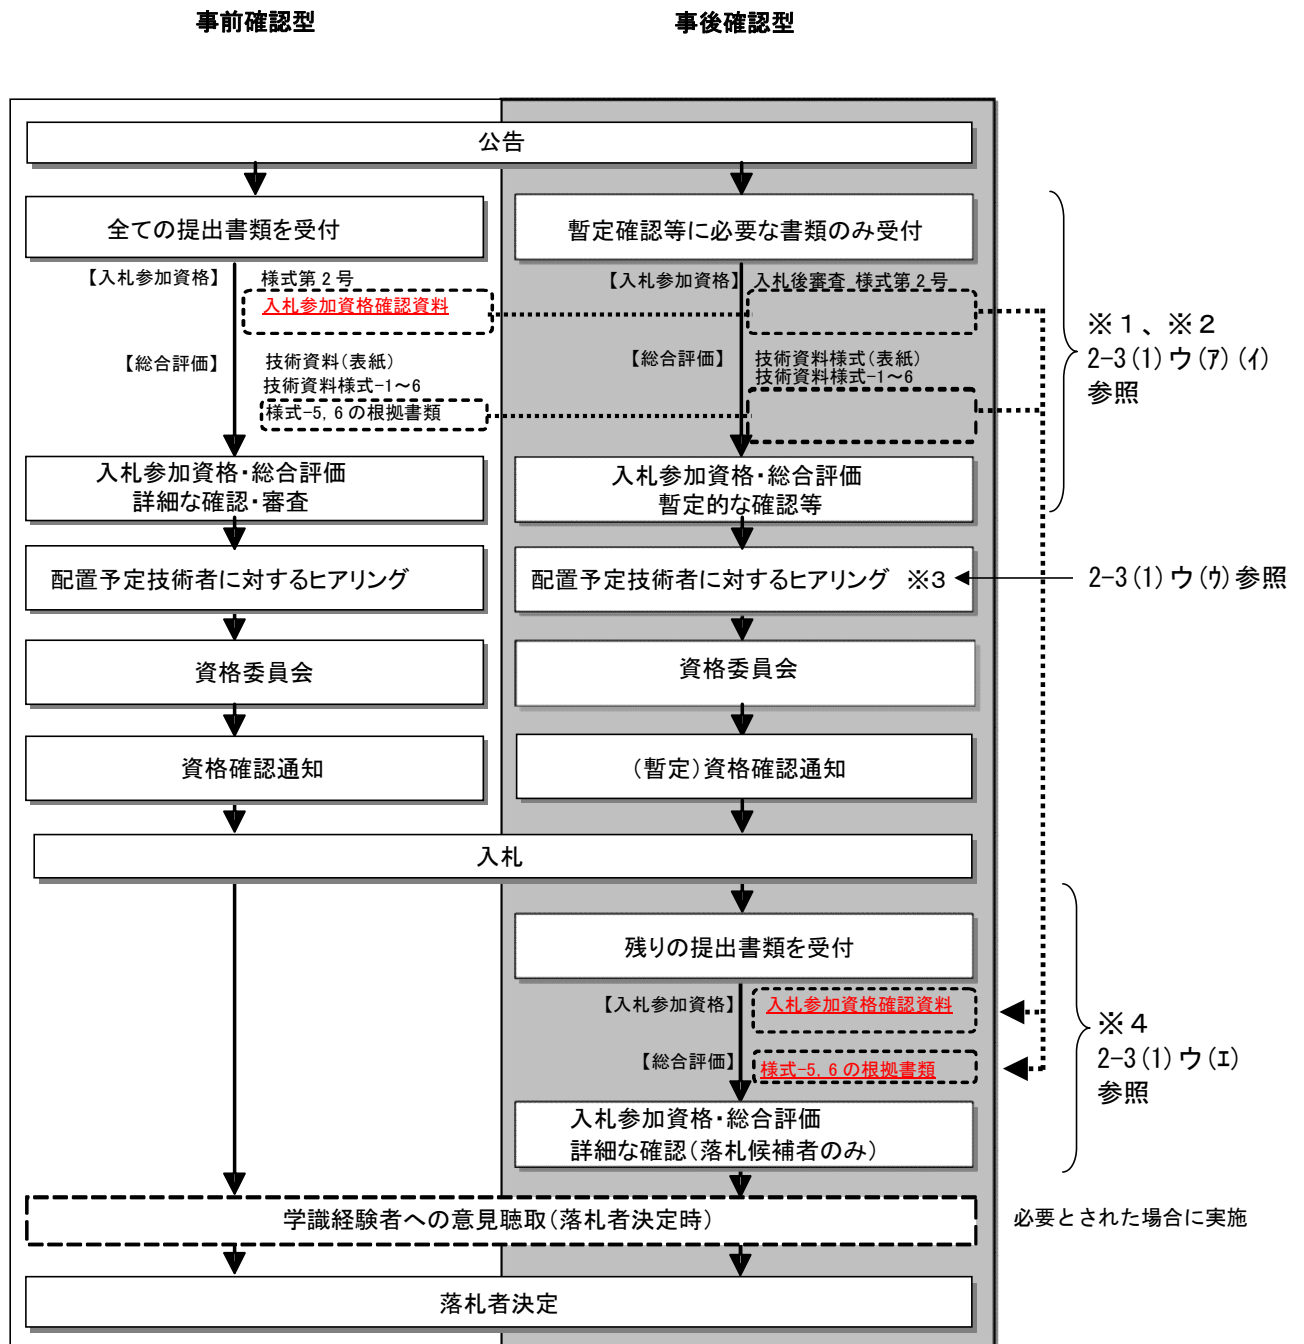 事前確認型
事後確認型
公告
全ての提出書類を受付
暫定確認等に必要な書類のみ受付
【入札参加資格】
様式第2号
入札参加資格確認資料
【入札参加資格】
入札後審査 様式第2号
※1、※2
2-3(1)ウ(ｱ)(ｲ)
参照
【総合評価】
技術資料(表紙)
技術資料様式-1~6
様式-5,6の根拠書類
【総合評価】
技術資料様式(表紙)
技術資料様式-1~6
入札参加資格・総合評価
詳細な確認・審査
入札参加資格・総合評価
暫定的な確認等
配置予定技術者に対するヒアリング
配置予定技術者に対するヒアリング ※3
2-3(1)ウ(ｳ)参照
資格委員会
資格委員会
資格確認通知
(暫定)資格確認通知
入札
残りの提出書類を受付
【入札参加資格】
入札参加資格確認資料
【総合評価】
様式-5,6の根拠書類
※4
2-3(1)ウ(ｴ)
参照
入札参加資格・総合評価
詳細な確認(落札候補者のみ)
学識経験者への意見聴取(落札者決定時)
必要とされた場合に実施
落札者決定